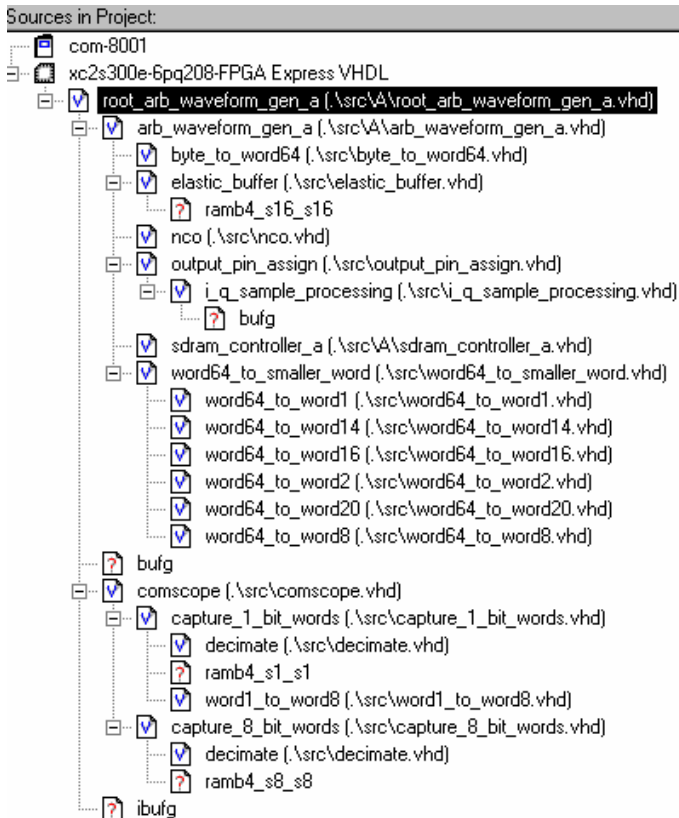 Sources in Project:
com-8001
xc2s300e-6pq208-FPGA Express VHDL
root_arb_waveform_gen_a (.\src\A\root_arb_waveform_gen_a.vhd)
arb_waveform_gen_a (.\src\A\arb_waveform_gen_a.vhd)
byte_to_word64 (.\src\byte_to_word64.vhd)
elastic_buffer (.\src\elastic_buffer.vhd)
ramb4_s16_s16
nco (.\src\nco.vhd)
output_pin_assign (.\src\output_pin_assign.vhd)
i_q_sample_processing (.\src\i_q_sample_processing.vhd)
bufg
sdram_controller_a (.\src\A\sdram_controller_a.vhd)
word64_to_smaller_word (.\src\word64_to_smaller_word.vhd)
word64_to_word1 (.\src\word64_to_word1.vhd)
word64_to_word14 (.\src\word64_to_word14.vhd)
word64_to_word16 (.\src\word64_to_word16.vhd)
word64_to_word2 (.\src\word64_to_word2.vhd)
word64_to_word20 (.\src\word64_to_word20.vhd)
word64_to_word8 (.\src\word64_to_word8.vhd)
bufg
comscope (.\src\comscope.vhd)
capture_1_bit_words (.\src\capture_1_bit_words.vhd)
decimate (.\src\decimate.vhd)
ramb4_s1_s1
word1_to_word8 (.\src\word1_to_word8.vhd)
capture_8_bit_words (.\src\capture_8_bit_words.vhd)
decimate (.\src\decimate.vhd)
ramb4_s8_s8
ibufg